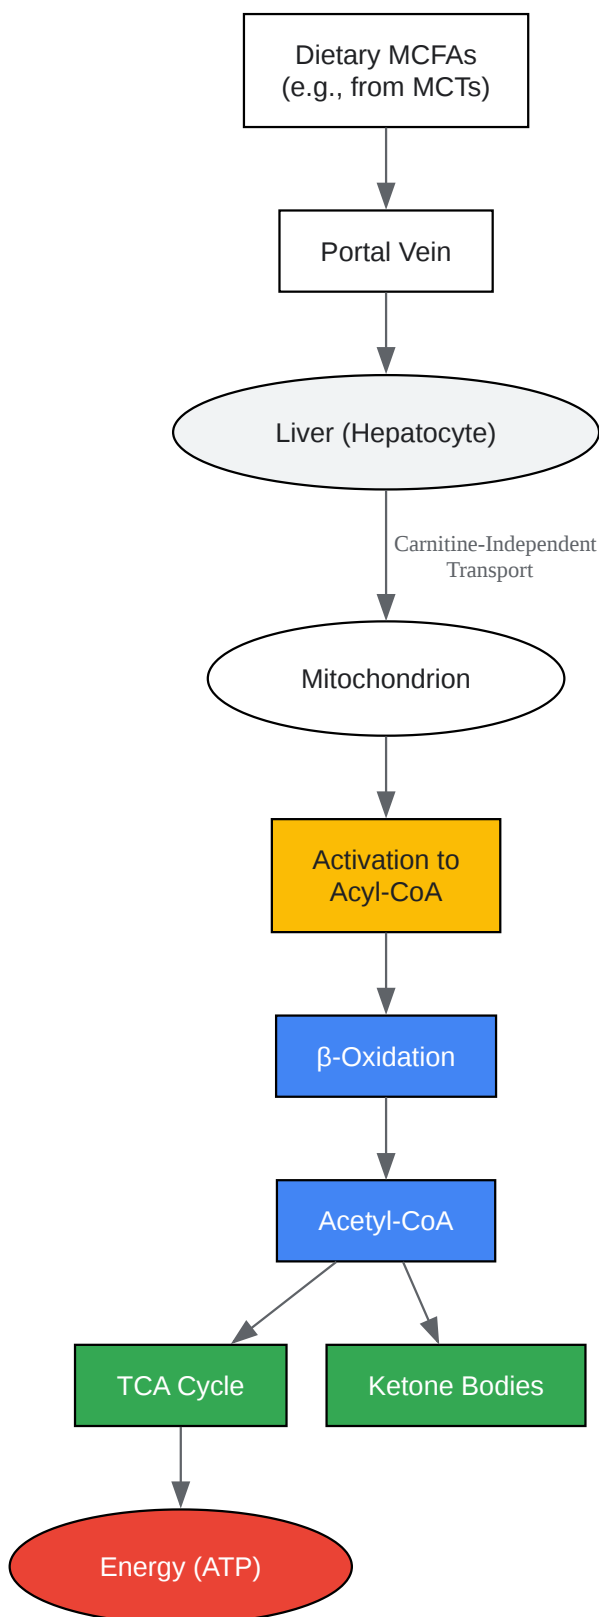 Dietary MCFAs
(e.g., from MCTs)
Portal Vein
Liver (Hepatocyte)
Carnitine-Independent
Transport
Mitochondrion
Activation to
Acyl-CoA
β-Oxidation
Acetyl-CoA
TCA Cycle
Ketone Bodies
Energy (ATP)